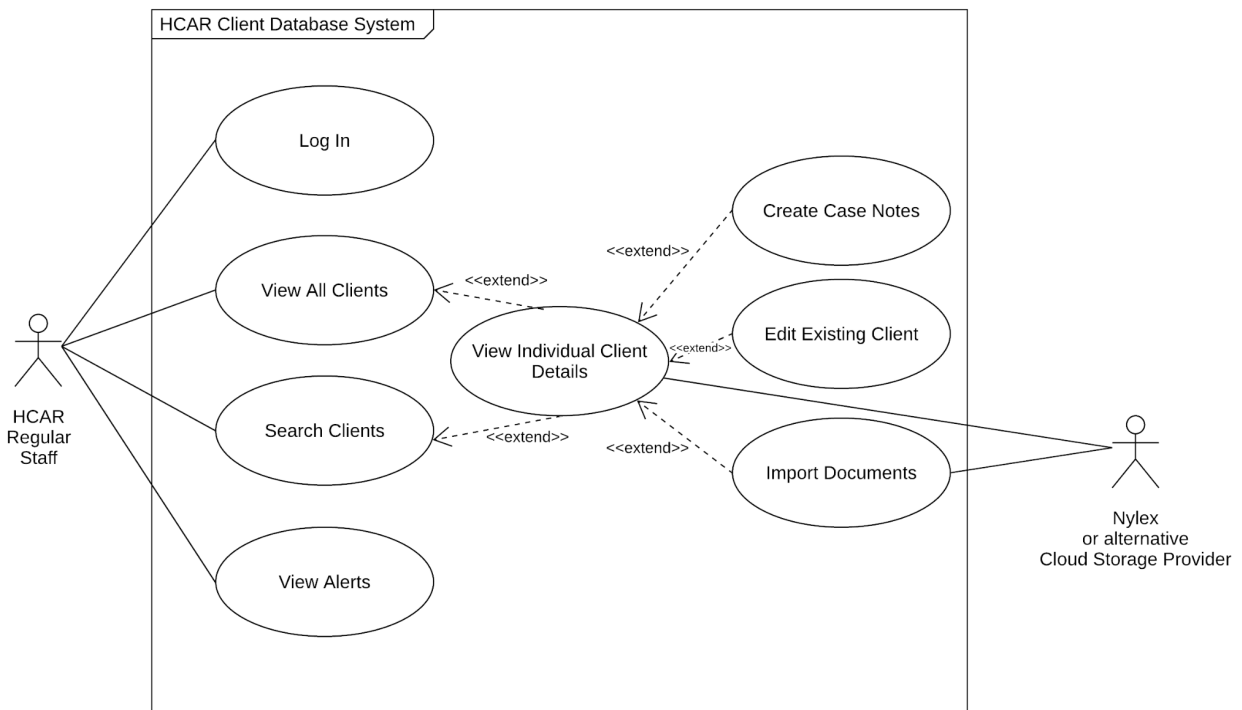 HCAR Client Database System
Log In
Create Case Notes
<<extend>>
<<extend>>
View All Clients
Edit Existing Client
<<extend>>
View Individual Client
Details
HCAR
Regular
Staff
Search Clients
<<extend>>
<<extend>>
Import Documents
Nylex
or alternative
Cloud Storage Provider
View Alerts